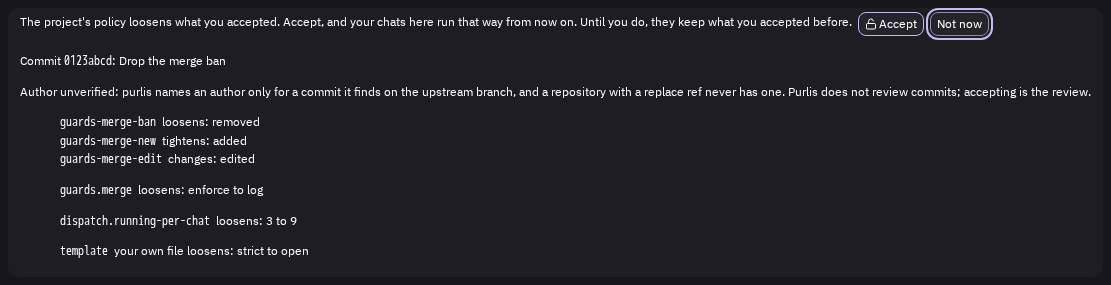 The project's policy loosens what you accepted. Accept, and your chats here run that way from now on. Until you do, they keep what you accepted before. Accept Not now
Commit 0123abcd: Drop the merge ban
Author unverified: purlis names an author only for a commit it finds on the upstream branch, and a repository with a replace ref never has one. Purlis does not review commits; accepting is the review.
guards-merge-ban loosens: removed
guards-merge-new tightens: added
guards-merge-edit changes: edited
guards.merge loosens: enforce to log
dispatch.running-per-chat loosens: 3 to 9
template your own file loosens: strict to open